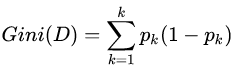 Gini(D) = \sum_{k=1}^{k} p_k(1 - p_k)